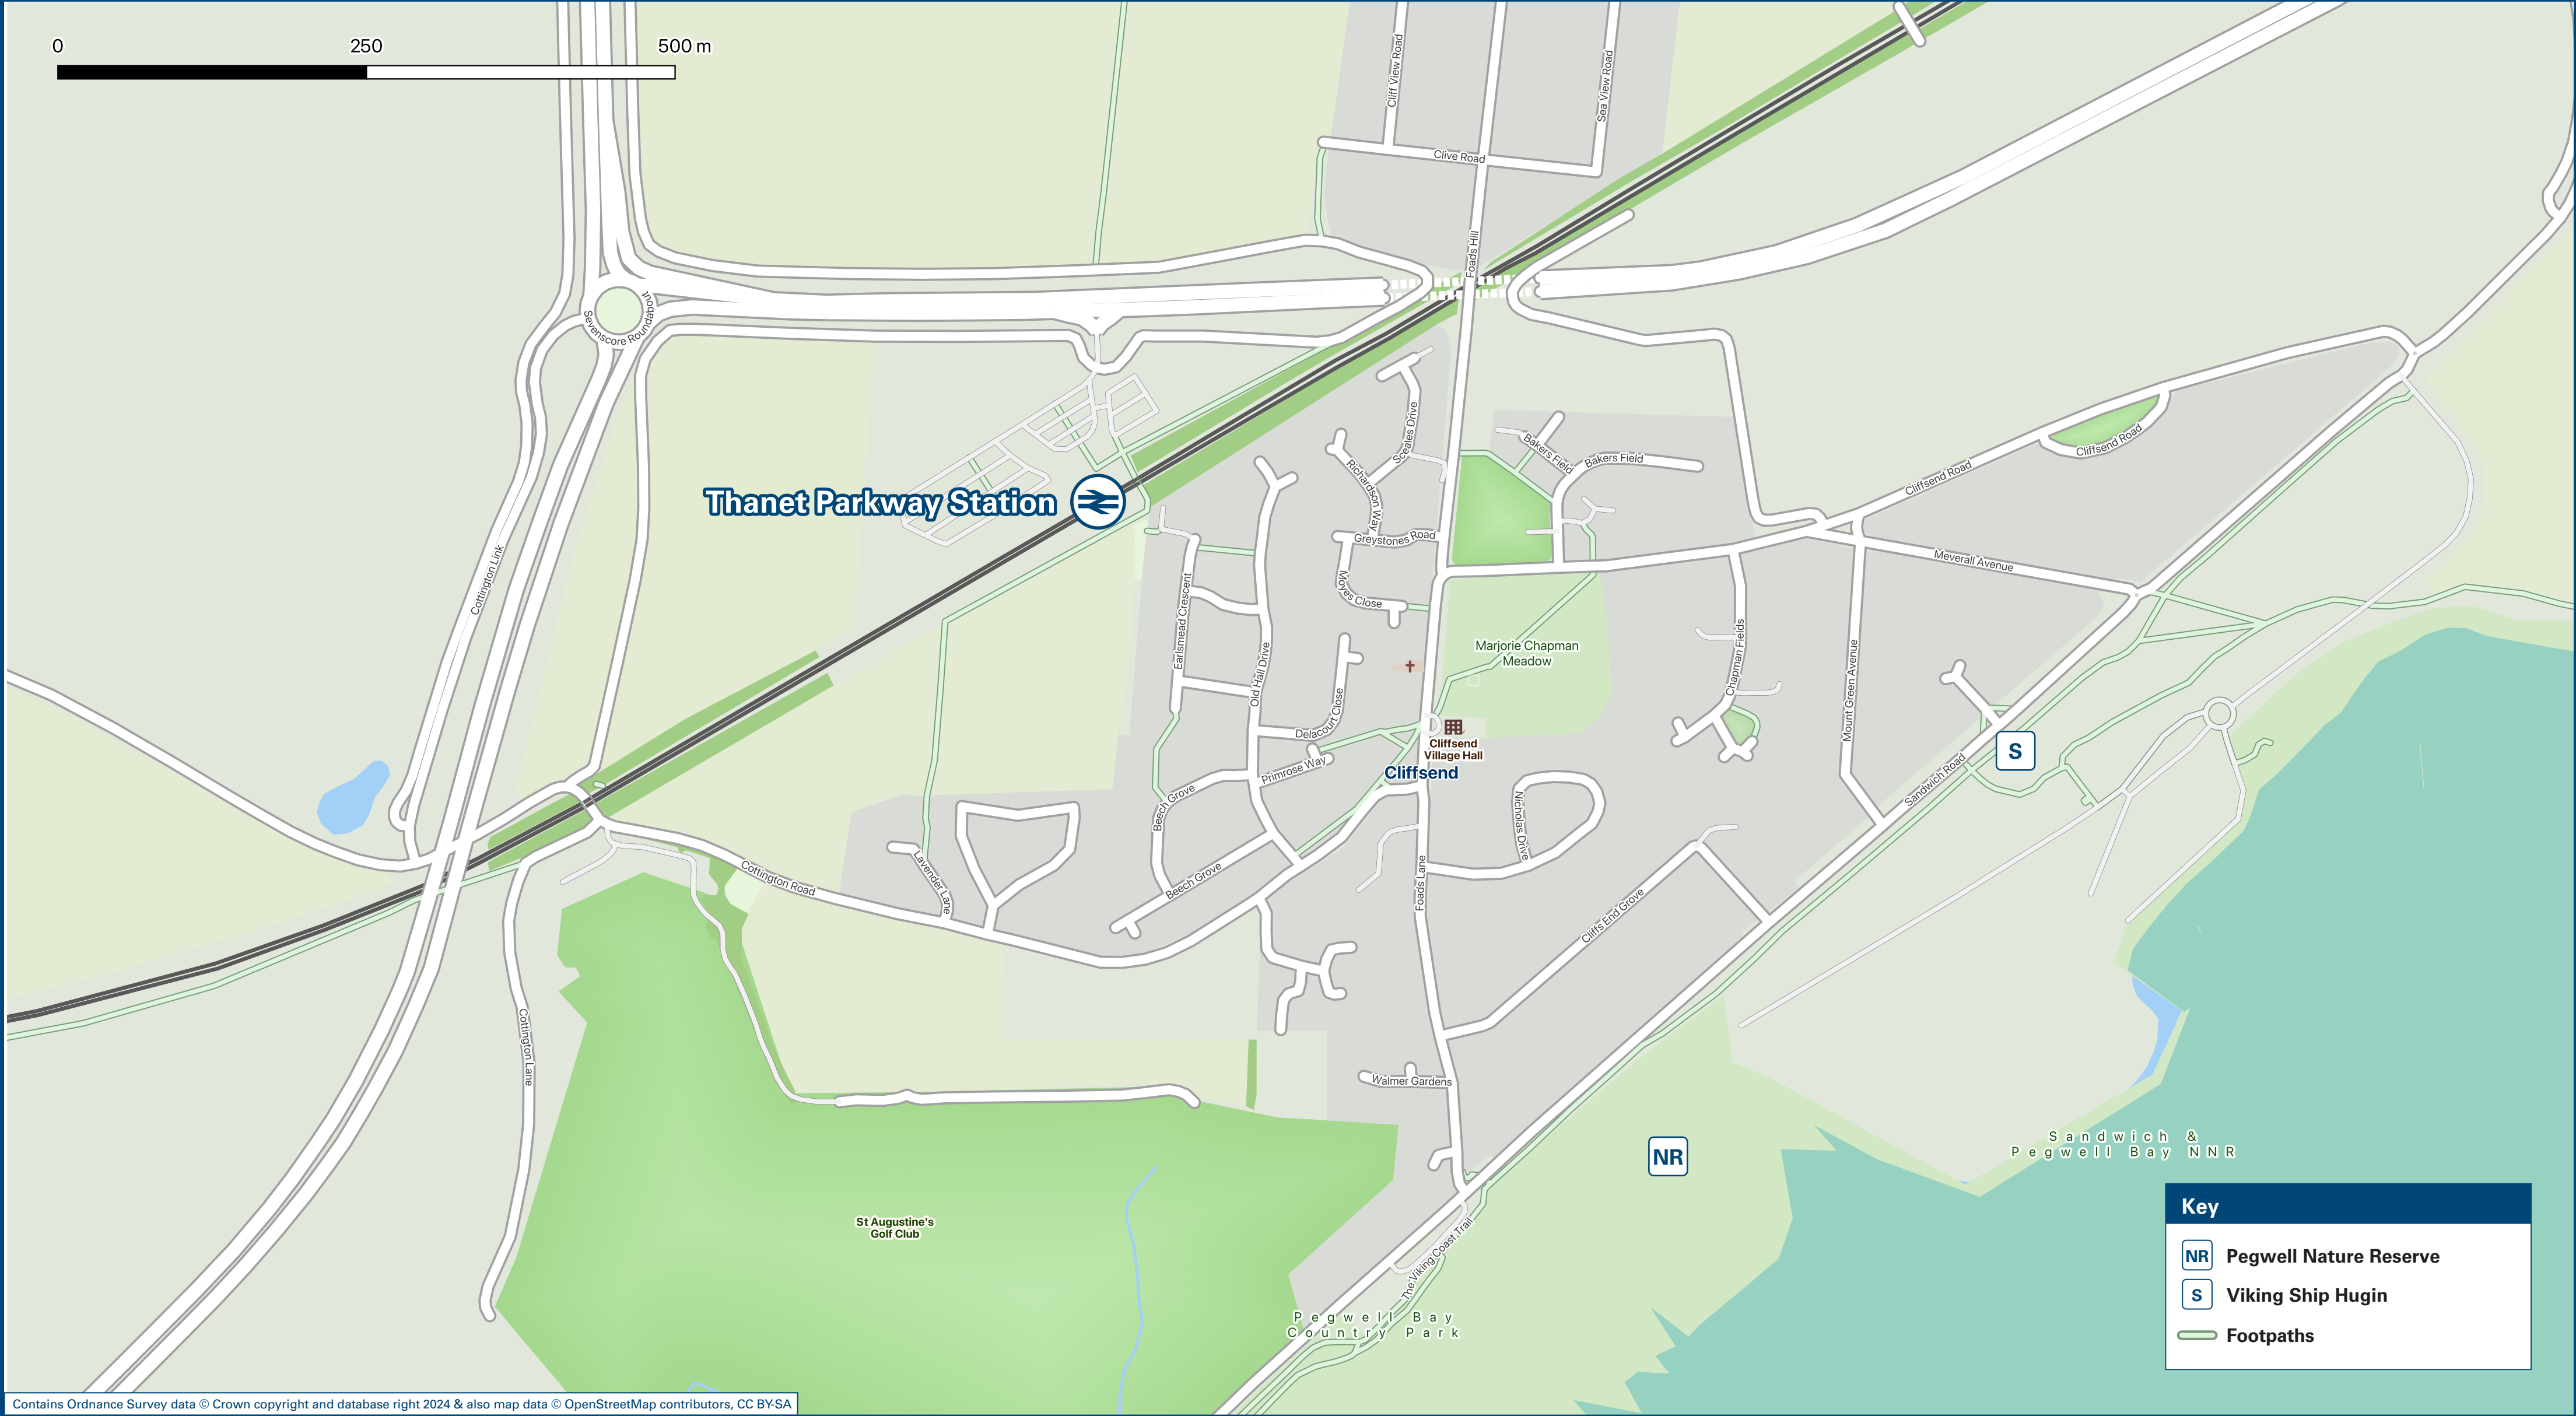 0 250 500 m
Cliff View Road
Sea View Road
Clive Road
Foads Hill
Sevenscore Roundabout
Sceales Drive
Richardson Way
Bakers Field
Bakers Field
Cliffsend Road
Cliffsend Road
Thanet Parkway Station
Greystones Road
Meverall Avenue
Cottington Link
Moyes Close
Earlsmead Crescent
Old Hall Drive
Marjorie Chapman
Meadow
Chapman Fields
Mount Green Avenue
Delacourt Close
Cliffsend
Village Hall
Cliffsend
S
Primrose Way
Beech Grove
Sandwich Road
Nicholas Drive
Lavender Lane
Cottington Road
Beech Grove
Foads Lane
Cliffs End Grove
Cottington Lane
Walmer Gardens
NR
Sandwich &
Pegwell Bay NNR
St Augustine's
Golf Club
The Viking Coast Trail
Pegwell Bay
Country Park
Key
NR Pegwell Nature Reserve
S Viking Ship Hugin
Footpaths
Contains Ordnance Survey data © Crown copyright and database right 2024 & also map data © OpenStreetMap contributors, CC BY-SA